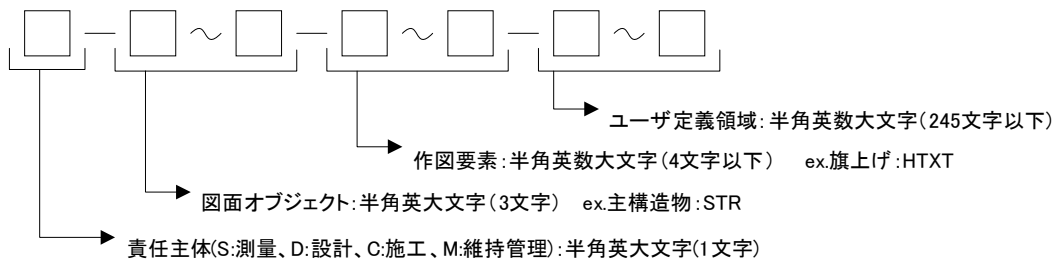 ユーザ定義領域：半角英数大文字（245文字以下）
作図要素：半角英数大文字（4文字以下）　ex.旗上げ：HTXT
図面オブジェクト：半角英大文字（3文字）　ex.主構造物：STR
責任主体(S:測量、D:設計、C:施工、M:維持管理)：半角英大文字(1文字)